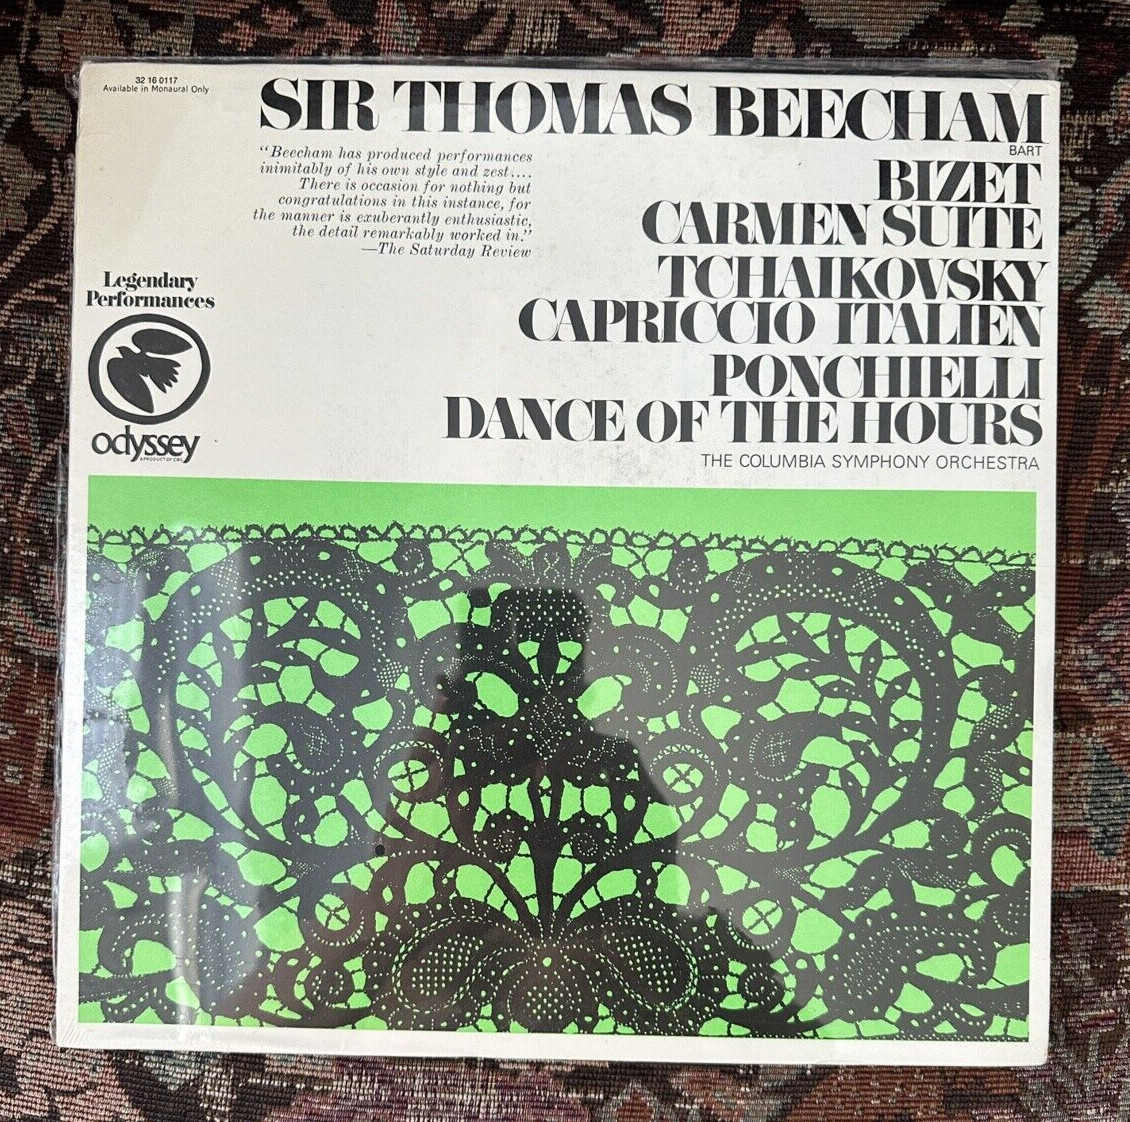 32 16 0117
Available in Monaural Only
SIR THOMAS BEECHAM
BART
“Beecham has produced performances
inimitably of his own style and zest....
There is occasion for nothing but
congratulations in this instance, for
the manner is exuberantly enthusiastic,
the detail remarkably worked in.”
—The Saturday Review
BIZET
CARMEN SUITE
TCHAIKOVSKY
CAPRICCIO ITALIEN
PONCHIELLI
DANCE OF THE HOURS
THE COLUMBIA SYMPHONY ORCHESTRA
Legendary
Performances
odyssey
A PRODUCT OF CBS